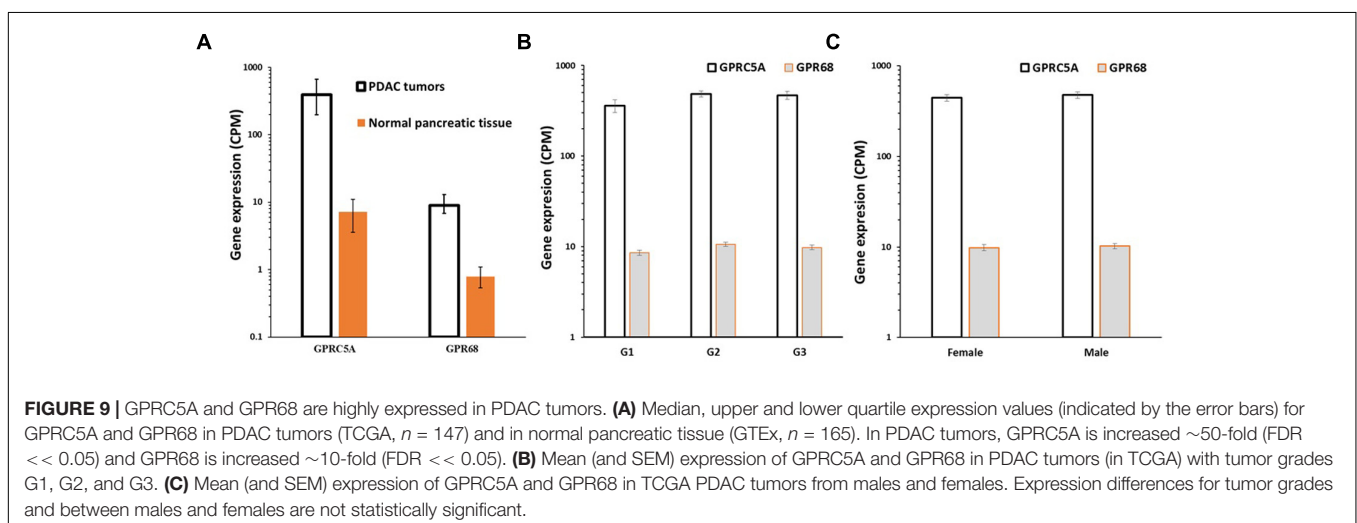 A
Gene expression (CPM)
1000
100
10
1
0.1
PDAC tumors
Normal pancreatic tissue
GPRC5A
GPR68
B
Gene expresion (CPM)
1000
100
10
1
GPRC5A
GPR68
G1
G2
G3
C
Gene expresion (CPM)
1000
100
10
1
GPRC5A
GPR68
Female
Male
FIGURE 9 | GPRC5A and GPR68 are highly expressed in PDAC tumors. (A) Median, upper and lower quartile expression values (indicated by the error bars) for
GPRC5A and GPR68 in PDAC tumors (TCGA, n = 147) and in normal pancreatic tissue (GTEx, n = 165). In PDAC tumors, GPRC5A is increased ~50-fold (FDR
<< 0.05) and GPR68 is increased ~10-fold (FDR << 0.05). (B) Mean (and SEM) expression of GPRC5A and GPR68 in PDAC tumors (in TCGA) with tumor grades
G1, G2, and G3. (C) Mean (and SEM) expression of GPRC5A and GPR68 in TCGA PDAC tumors from males and females. Expression differences for tumor grades
and between males and females are not statistically significant.